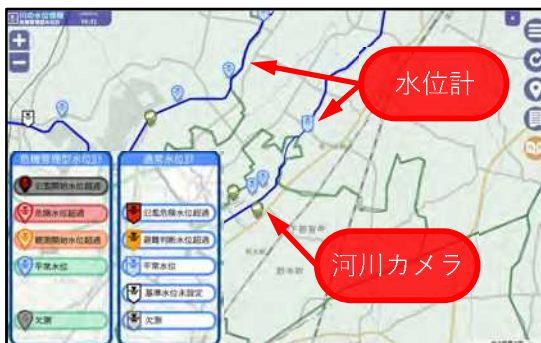 川の水位情報
水位計
河川カメラ
危機管理型水位計
氾濫開始水位超過
危険水位超過
観測開始水位超過
平常水位
欠測
通常水位計
氾濫危険水位超過
避難判断水位超過
平常水位
基準水位未設定
欠測
野木町